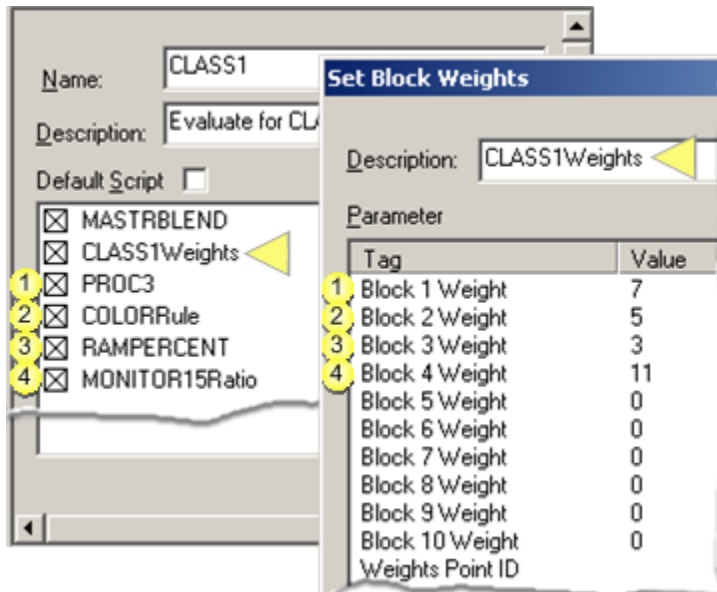 Name: CLASS1
Description: Evaluate for CL
Default Script
MASTRBLEND
CLASS1Weights
1 PROC3
2 COLORRule
3 RAMPERCENT
4 MONITOR15Ratio
Set Block Weights
Description: CLASS1Weights
Parameter
Tag Value
1 Block 1 Weight 7
2 Block 2 Weight 5
3 Block 3 Weight 3
4 Block 4 Weight 11
Block 5 Weight 0
Block 6 Weight 0
Block 7 Weight 0
Block 8 Weight 0
Block 9 Weight 0
Block 10 Weight 0
Weights Point ID